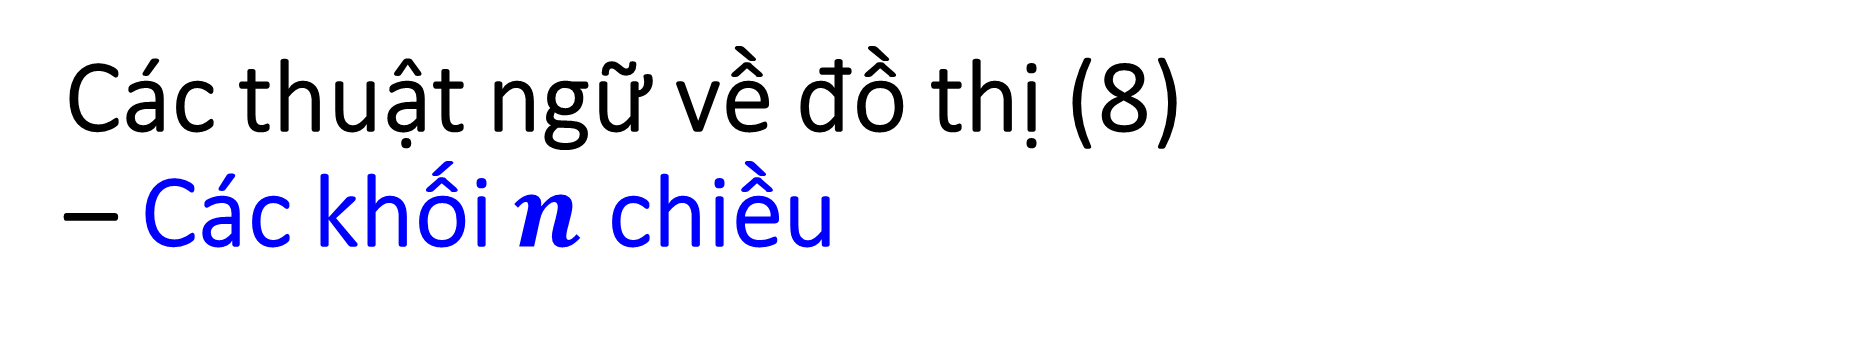 Các thuật ngữ về đồ thị (8)
– Các khối n chiều